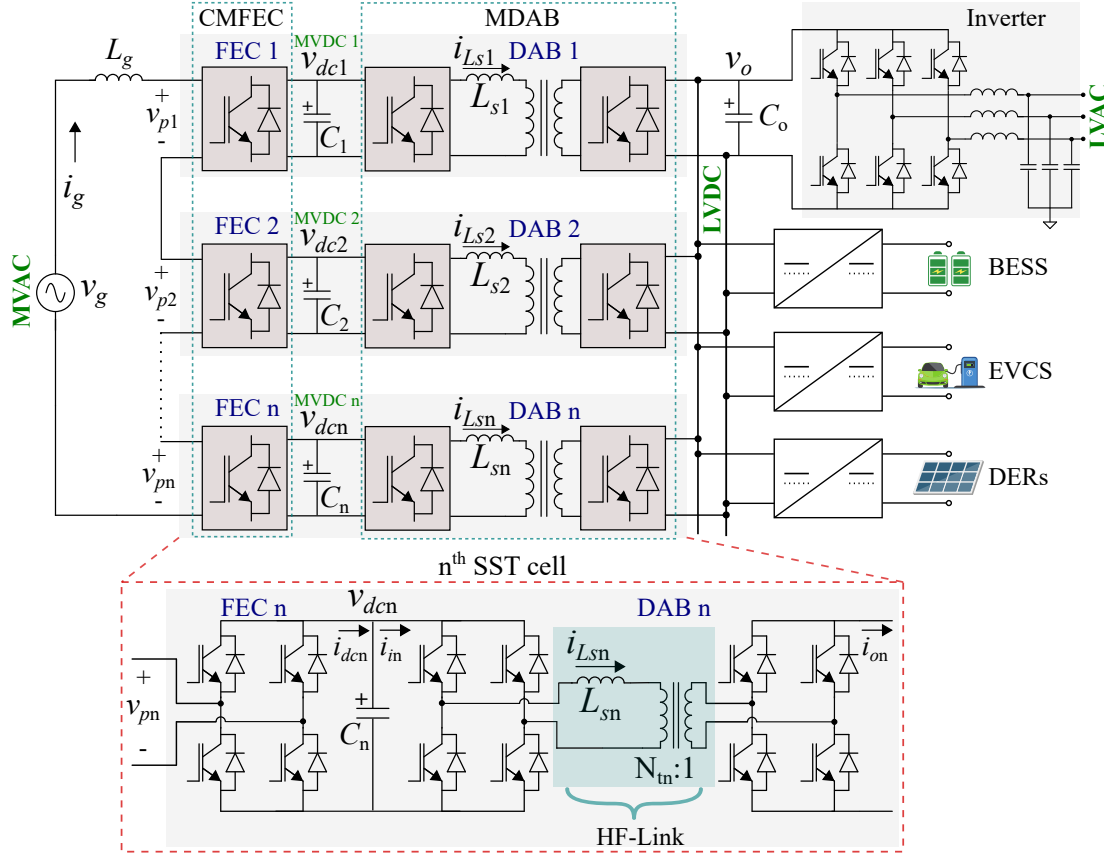 CMFEC
MDAB
Inverter
FEC 1
MVDC 1
DAB 1
L_g
v_dc1
i_Ls1
v_o
+
v_p1
-
+
C_1
L_s1
+
C_o
LVAC
i_g
LVDC
FEC 2
MVDC 2
DAB 2
v_dc2
i_Ls2
MVAC
v_g
+
v_p2
-
+
C_2
L_s2
BESS
EVCS
FEC n
MVDC n
DAB n
v_dcn
i_Lsn
+
v_pn
-
+
C_n
L_sn
DERs
n^th SST cell
FEC n
v_dcn
DAB n
i_dcn
i_in
i_Lsn
i_on
+
v_pn
-
+
C_n
L_sn
N_tn:1
HF-Link